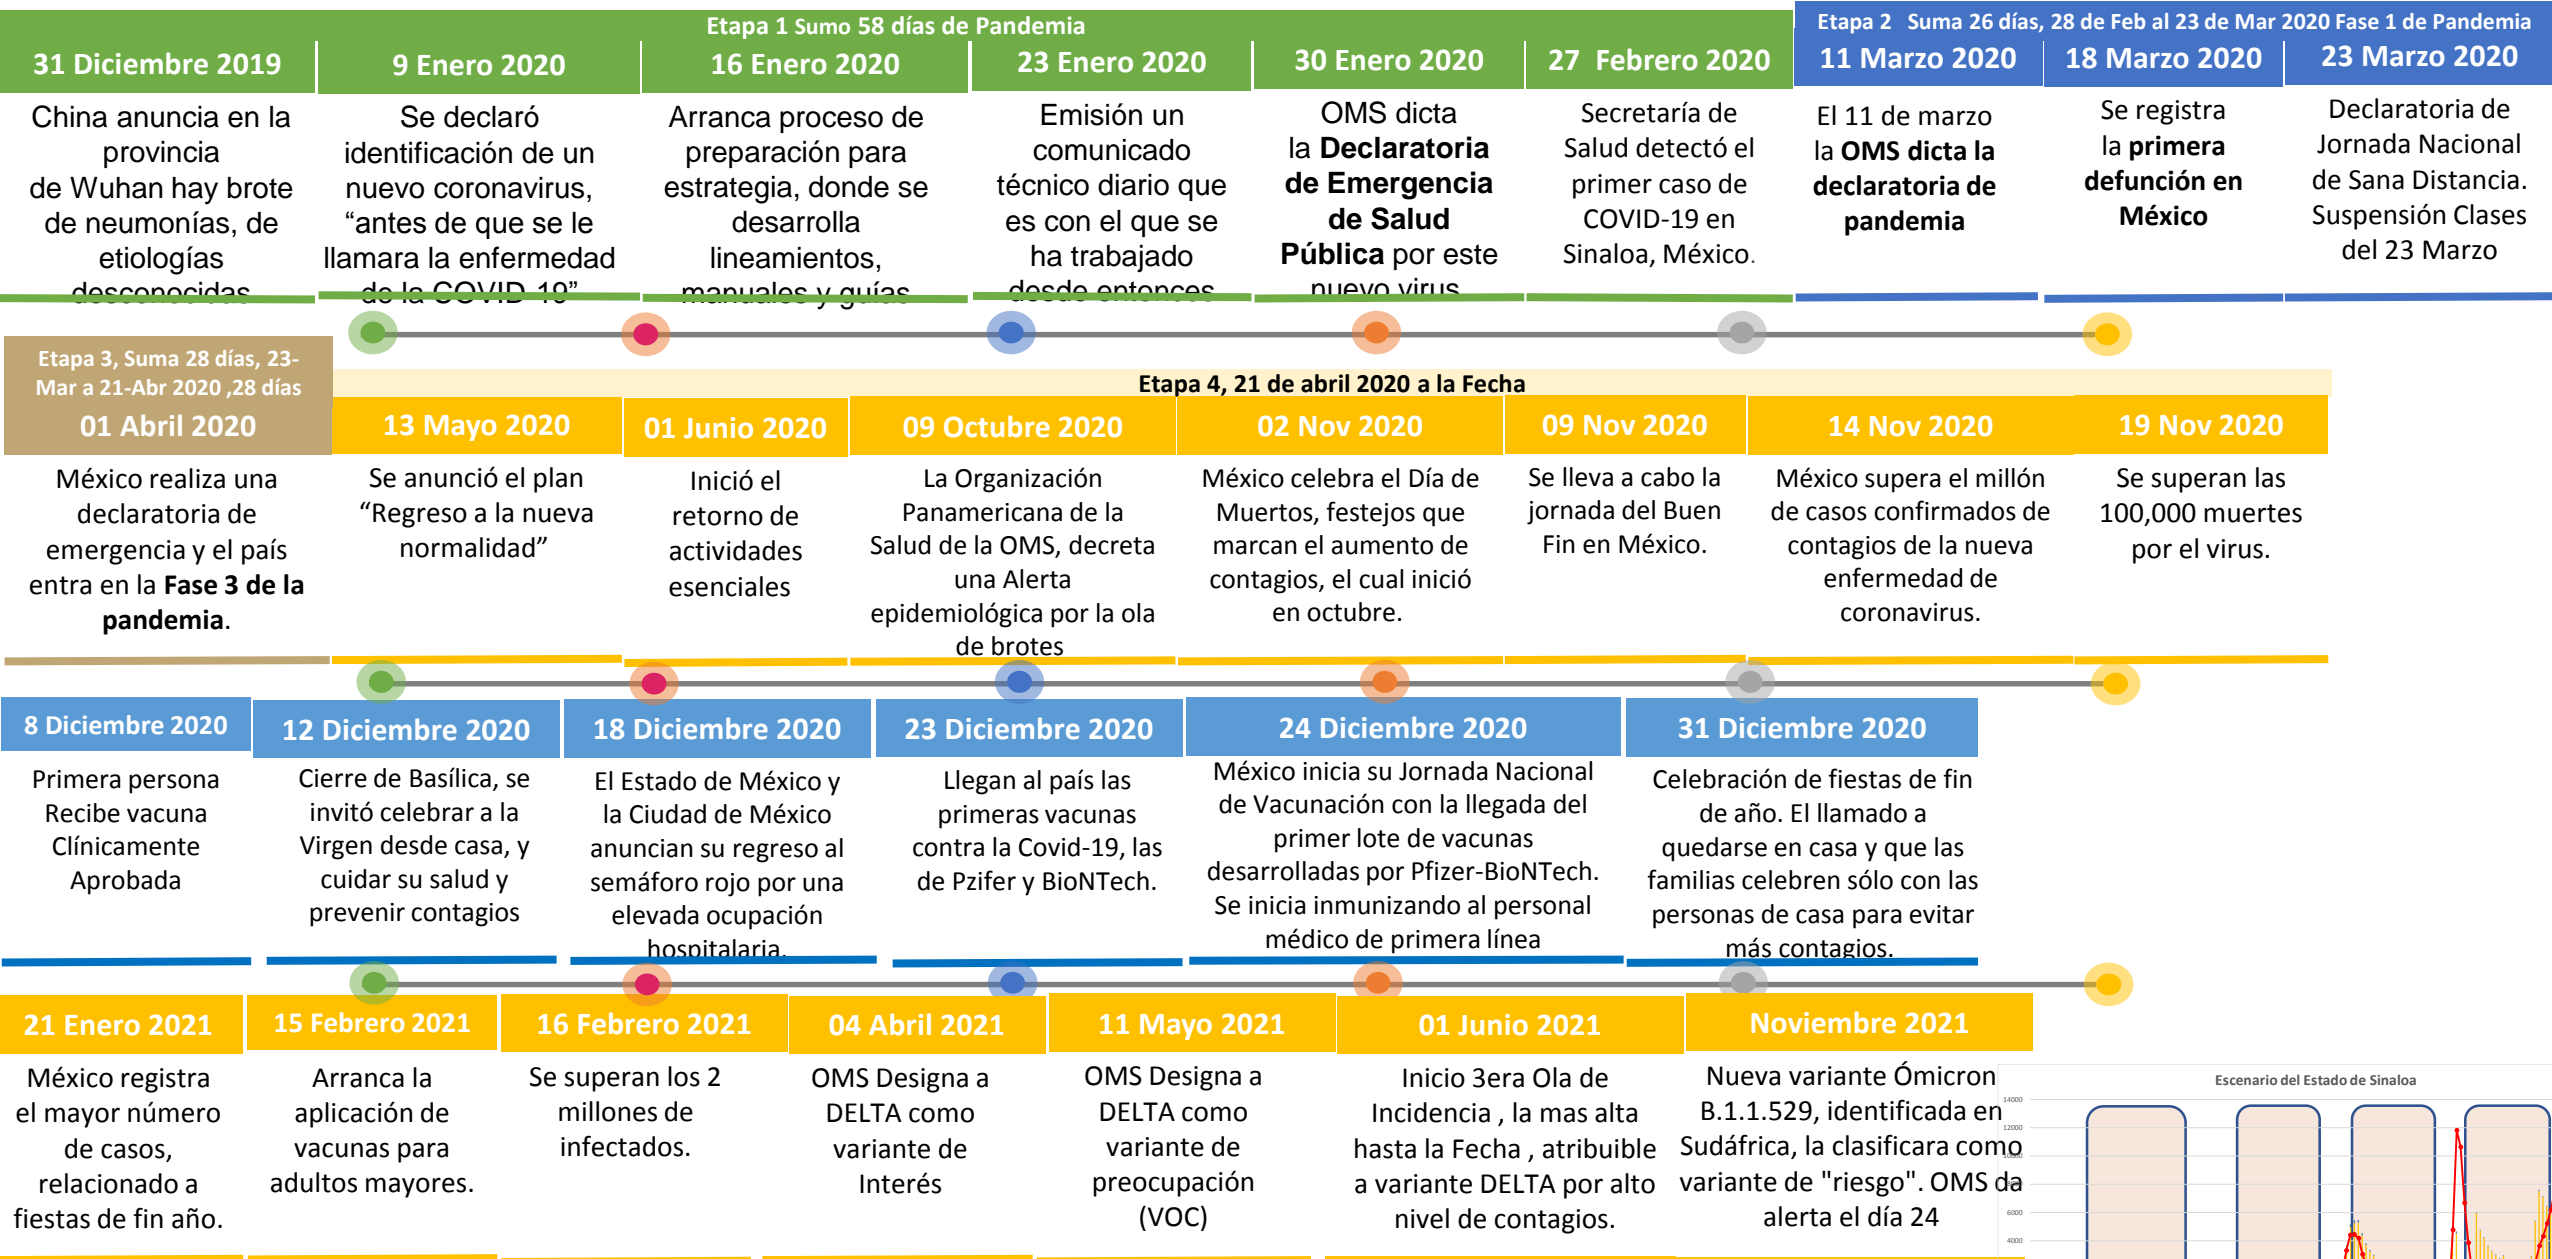 Etapa 1 Sumo 58 días de Pandemia
Etapa 2 Suma 26 días, 28 de Feb al 23 de Mar 2020 Fase 1 de Pandemia
31 Diciembre 2019
9 Enero 2020
16 Enero 2020
23 Enero 2020
30 Enero 2020
27 Febrero 2020
11 Marzo 2020
18 Marzo 2020
23 Marzo 2020
China anuncia en la
provincia
de Wuhan hay brote
de neumonías, de
etiologías
desconocidas
Se declaró
identificación de un
nuevo coronavirus,
“antes de que se le
llamara la enfermedad
de la COVID-19”
Arranca proceso de
preparación para
estrategia, donde se
desarrolla
lineamientos,
manuales y guías
Emisión un
comunicado
técnico diario que
es con el que se
ha trabajado
desde entonces
OMS dicta
la Declaratoria
de Emergencia
de Salud
Pública por este
nuevo virus
Secretaría de
Salud detectó el
primer caso de
COVID-19 en
Sinaloa, México.
El 11 de marzo
la OMS dicta la
declaratoria de
pandemia
Se registra
la primera
defunción en
México
Declaratoria de
Jornada Nacional
de Sana Distancia.
Suspensión Clases
del 23 Marzo
Etapa 3, Suma 28 días, 23-
Mar a 21-Abr 2020 ,28 días
Etapa 4, 21 de abril 2020 a la Fecha
01 Abril 2020
13 Mayo 2020
01 Junio 2020
09 Octubre 2020
02 Nov 2020
09 Nov 2020
14 Nov 2020
19 Nov 2020
México realiza una
declaratoria de
emergencia y el país
entra en la Fase 3 de la
pandemia.
Se anunció el plan
“Regreso a la nueva
normalidad”
Inició el
retorno de
actividades
esenciales
La Organización
Panamericana de la
Salud de la OMS, decreta
una Alerta
epidemiológica por la ola
de brotes
México celebra el Día de
Muertos, festejos que
marcan el aumento de
contagios, el cual inició
en octubre.
Se lleva a cabo la
jornada del Buen
Fin en México.
México supera el millón
de casos confirmados de
contagios de la nueva
enfermedad de
coronavirus.
Se superan las
100,000 muertes
por el virus.
8 Diciembre 2020
12 Diciembre 2020
18 Diciembre 2020
23 Diciembre 2020
24 Diciembre 2020
31 Diciembre 2020
Primera persona
Recibe vacuna
Clínicamente
Aprobada
Cierre de Basílica, se
invitó celebrar a la
Virgen desde casa, y
cuidar su salud y
prevenir contagios
El Estado de México y
la Ciudad de México
anuncian su regreso al
semáforo rojo por una
elevada ocupación
hospitalaria.
Llegan al país las
primeras vacunas
contra la Covid-19, las
de Pzifer y BioNTech.
México inicia su Jornada Nacional
de Vacunación con la llegada del
primer lote de vacunas
desarrolladas por Pfizer-BioNTech.
Se inicia inmunizando al personal
médico de primera línea
Celebración de fiestas de fin
de año. El llamado a
quedarse en casa y que las
familias celebren sólo con las
personas de casa para evitar
más contagios.
21 Enero 2021
15 Febrero 2021
16 Febrero 2021
04 Abril 2021
11 Mayo 2021
01 Junio 2021
Noviembre 2021
México registra
el mayor número
de casos,
relacionado a
fiestas de fin año.
Arranca la
aplicación de
vacunas para
adultos mayores.
Se superan los 2
millones de
infectados.
OMS Designa a
DELTA como
variante de
Interés
OMS Designa a
DELTA como
variante de
preocupación
(VOC)
Inicio 3era Ola de
Incidencia , la mas alta
hasta la Fecha , atribuible
a variante DELTA por alto
nivel de contagios.
Nueva variante Ómicron
B.1.1.529, identificada en
Sudáfrica, la clasificara como
variante de "riesgo". OMS da
alerta el día 24
Escenario del Estado de Sinaloa
14000
12000
10000
6000
4000